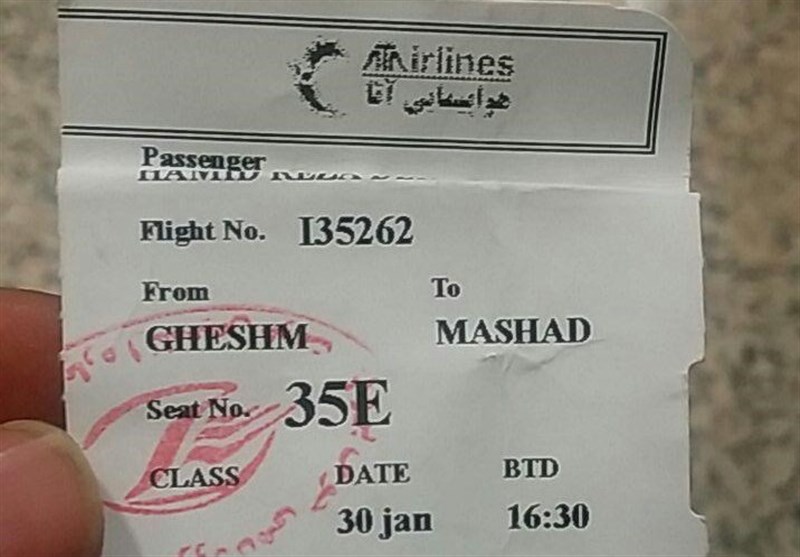 ATAirlines
هواپیمایی آتا
Passenger
Flight No. I35262
From To
GHESHM MASHAD
Seat No. 35E
CLASS DATE BTD
30 jan 16:30